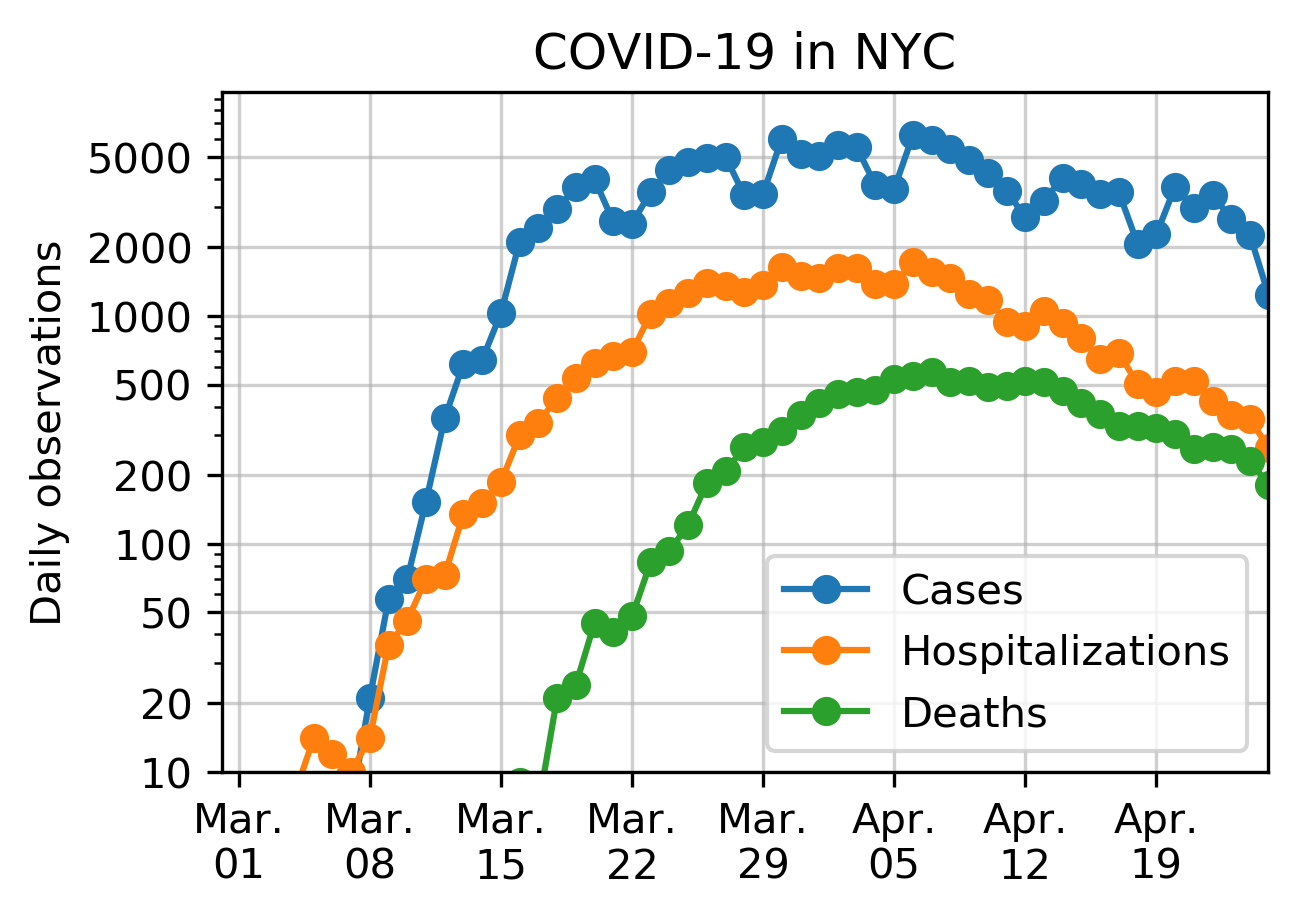 COVID-19 in NYC
Daily observations
5000
2000
1000
500
200
100
50
20
10
Cases
Hospitalizations
Deaths
Mar. Mar. Mar. Mar. Mar. Apr. Apr. Apr.
01 08 15 22 29 05 12 19